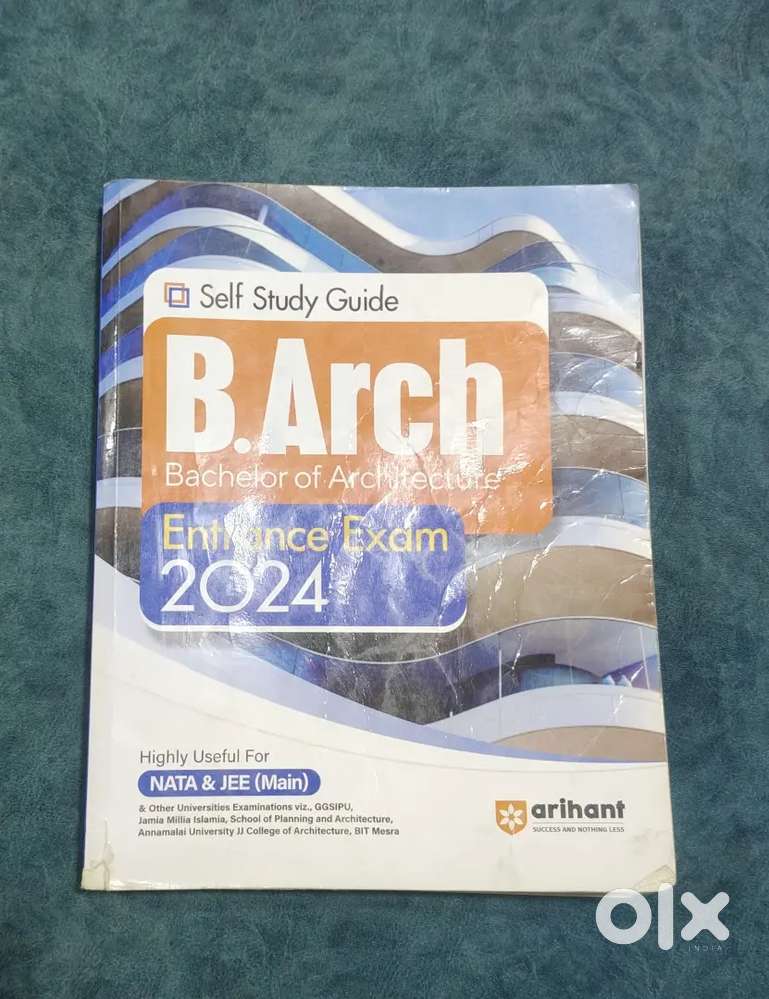 Self Study Guide
B.Arch
Bachelor of Architecture
Entrance Exam
2024
Highly Useful For
NATA & JEE (Main)
& Other Universities Examinations viz., GGSIPU,
Jamia Millia Islamia, School of Planning and Architecture,
Annamalai University JJ College of Architecture, BIT Mesra
arihant
SUCCESS AND NOTHING LESS
olx
INDIA